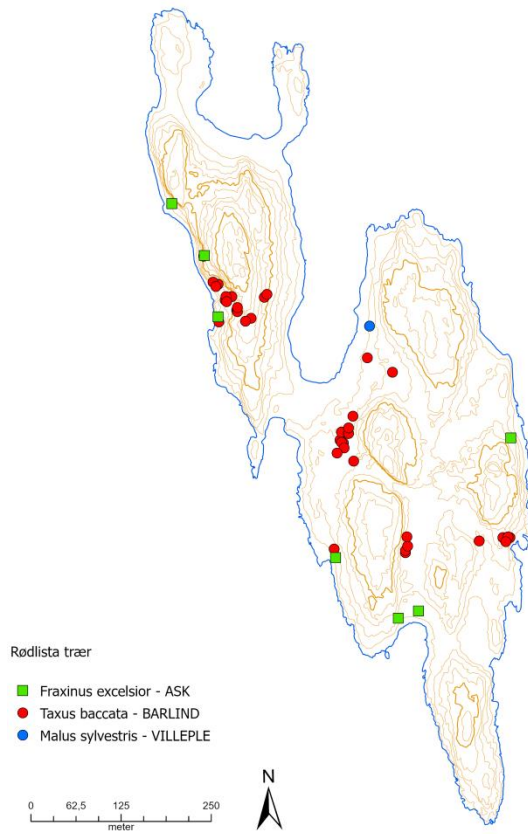 Rødlista trær
Fraxinus excelsior - ASK
Taxus baccata - BARLIND
Malus sylvestris - VILLEPLE
N
0 62,5 125 250
meter